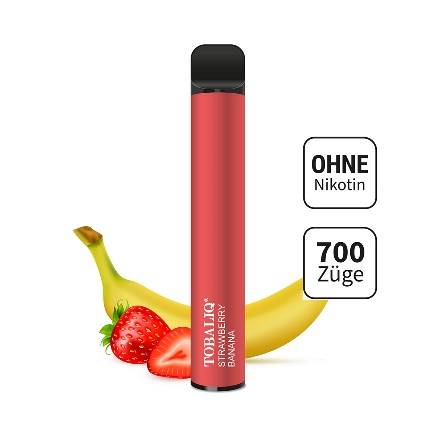 TOBALIQ®
STRAWBERRY
BANANA
OHNE
Nikotin
700
Züge